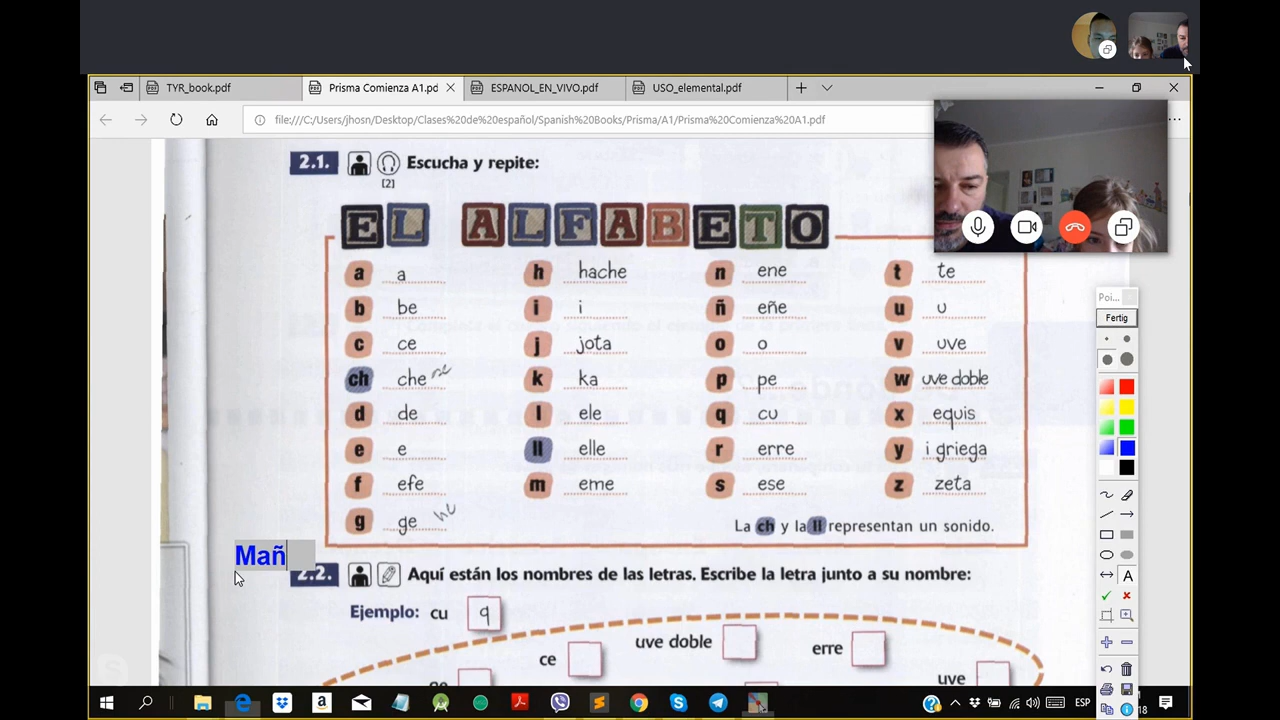 TYR_book.pdf
Prisma Comienza A1.pd
ESPANOL_EN_VIVO.pdf
USO_elemental.pdf
file:///C:/Users/jhosn/Desktop/Clases%20de%20español/Spanish%20Books/Prisma/A1/Prisma%20Comienza%20A1.pdf
2.1. Escucha y repite:
[2]
EL ALFABETO
a a h hache n ene t te
b be i i ñ eñe u u
c ce j jota o o v uve
ch che k ka p pe w uve doble
d de l ele q cu x equis
e e ll elle r erre y i griega
f efe m eme s ese z zeta
g ge
La ch y la ll representan un sonido.
Mañ
2.2. Aquí están los nombres de las letras. Escribe la letra junto a su nombre:
Ejemplo: cu q
uve doble
erre
ce
uve
Poi...
Fertig
A
ESP
18